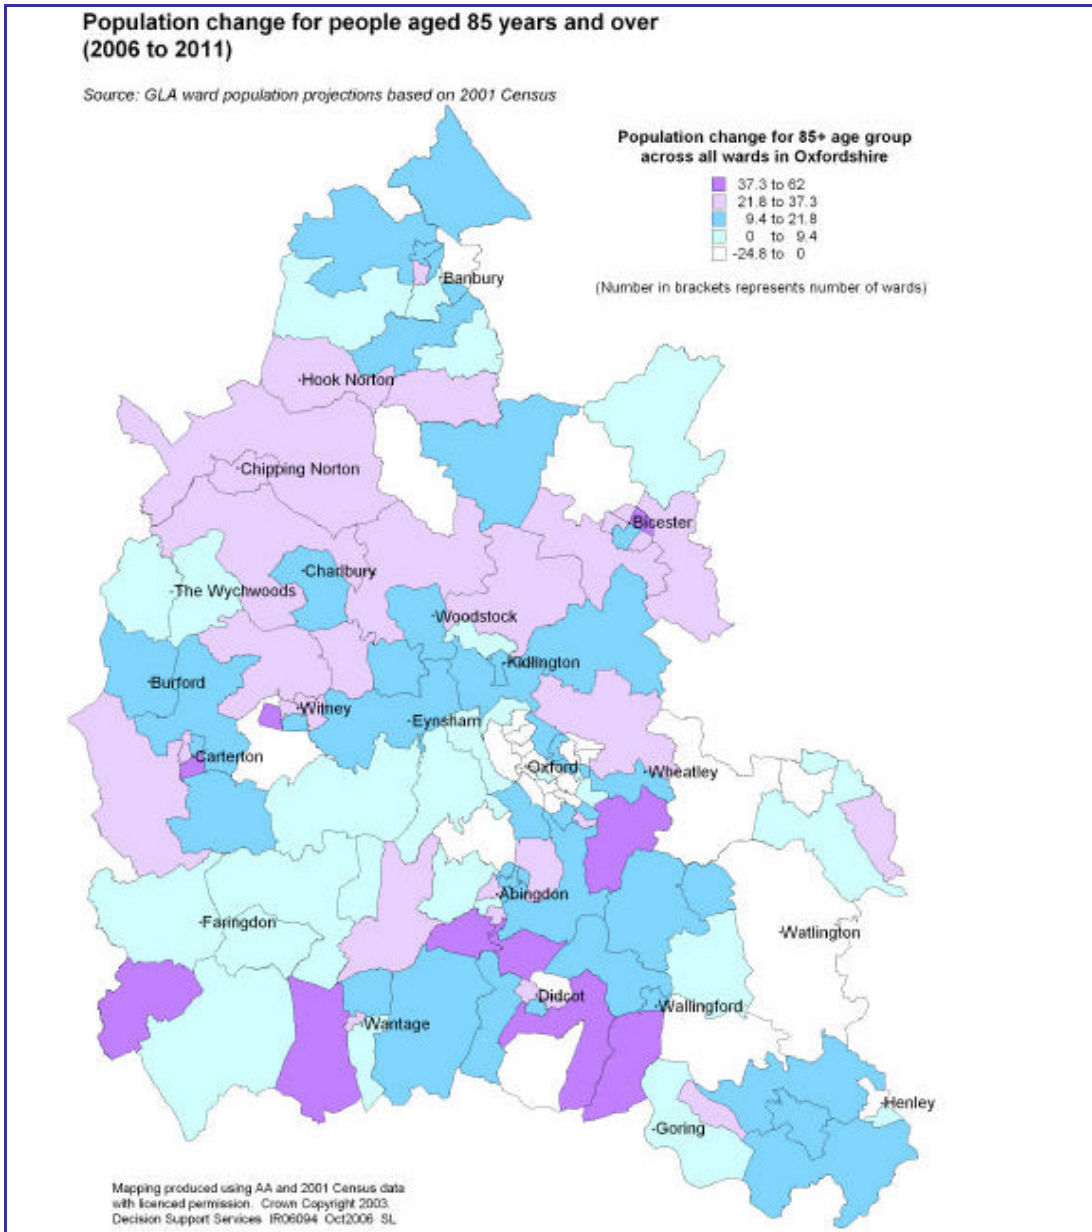 Population change for people aged 85 years and over
(2006 to 2011)
Source: GLA ward population projections based on 2001 Census
Population change for 85+ age group
across all wards in Oxfordshire
37.3 to 62
21.8 to 37.3
9.4 to 21.8
0 to 9.4
-24.8 to 0
(Number in brackets represents number of wards)
Banbury
Hook Norton
Chipping Norton
Bicester
Charlbury
The Wychwoods
Woodstock
Kidlington
Burford
Witney
Eynsham
Carterton
Oxford
Wheatley
Abingdon
Faringdon
Watlington
Didcot
Wallingford
Wantage
Henley
Goring
Mapping produced using AA and 2001 Census data
with licenced permission. Crown Copyright 2003.
Decision Support Services IR06094 Oct2006 SL